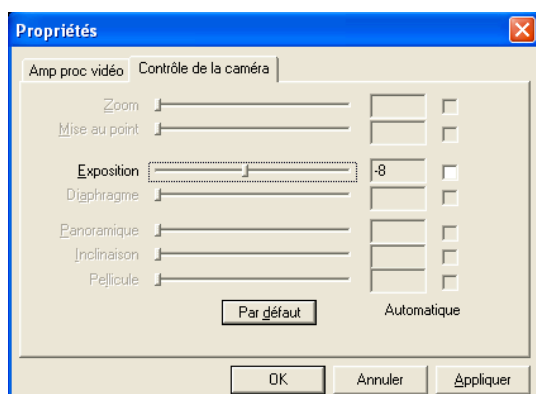 Propriétés
Amp proc vidéo Contrôle de la caméra
Zoom
Mise au point
Exposition -8
Diaphragme
Panoramique
Inclinaison
Pellicule
Par défaut Automatique
OK Annuler Appliquer